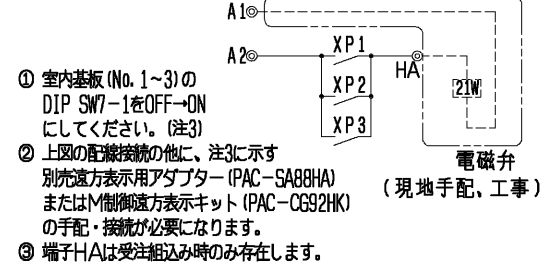 A1
A2
XP1
HA
XP2
21W
XP3
電磁弁
(現地手配、工事)
① 室内基板(No. 1~3)の
DIP SW7-1をOFF→ON
にしてください。(注3)
② 上図の配線接続の他に、注3に示す
別売遠方表示用アダプター(PAC-SA88HA)
またはM制御遠方表示キット(PAC-CG92HK)
の手配・接続が必要になります。
③ 端子HAは受注組込み時のみ存在します。